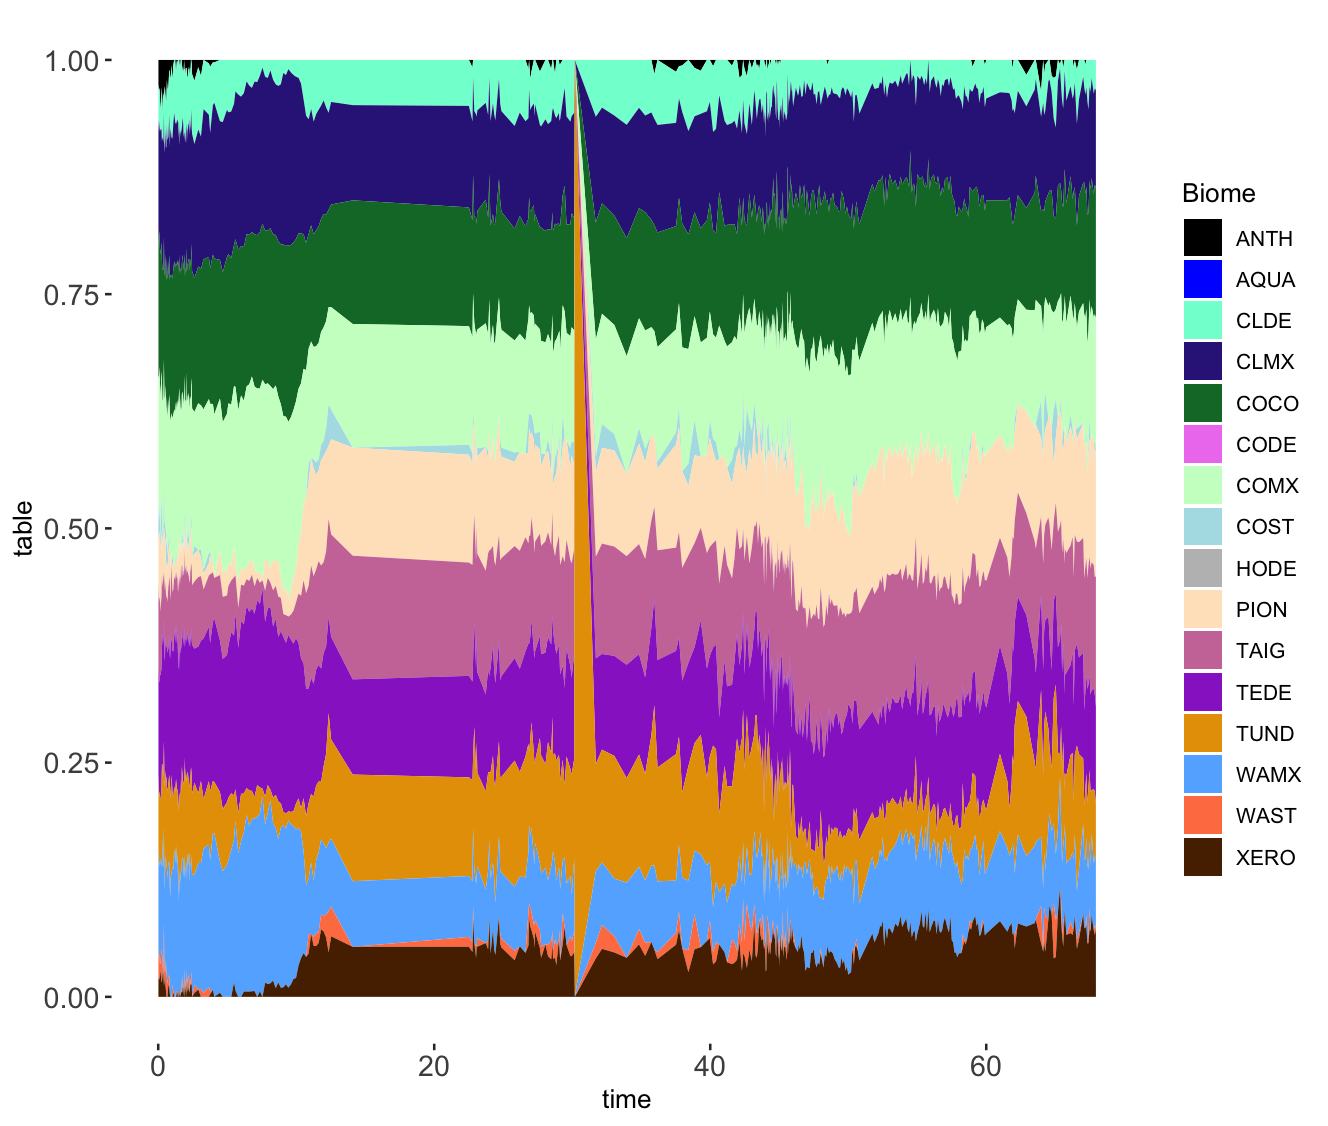 1.00
0.75
0.50
0.25
0.00
table
0
20
40
60
time
Biome
ANTH
AQUA
CLDE
CLMX
COCO
CODE
COMX
COST
HODE
PION
TAIG
TEDE
TUND
WAMX
WAST
XERO